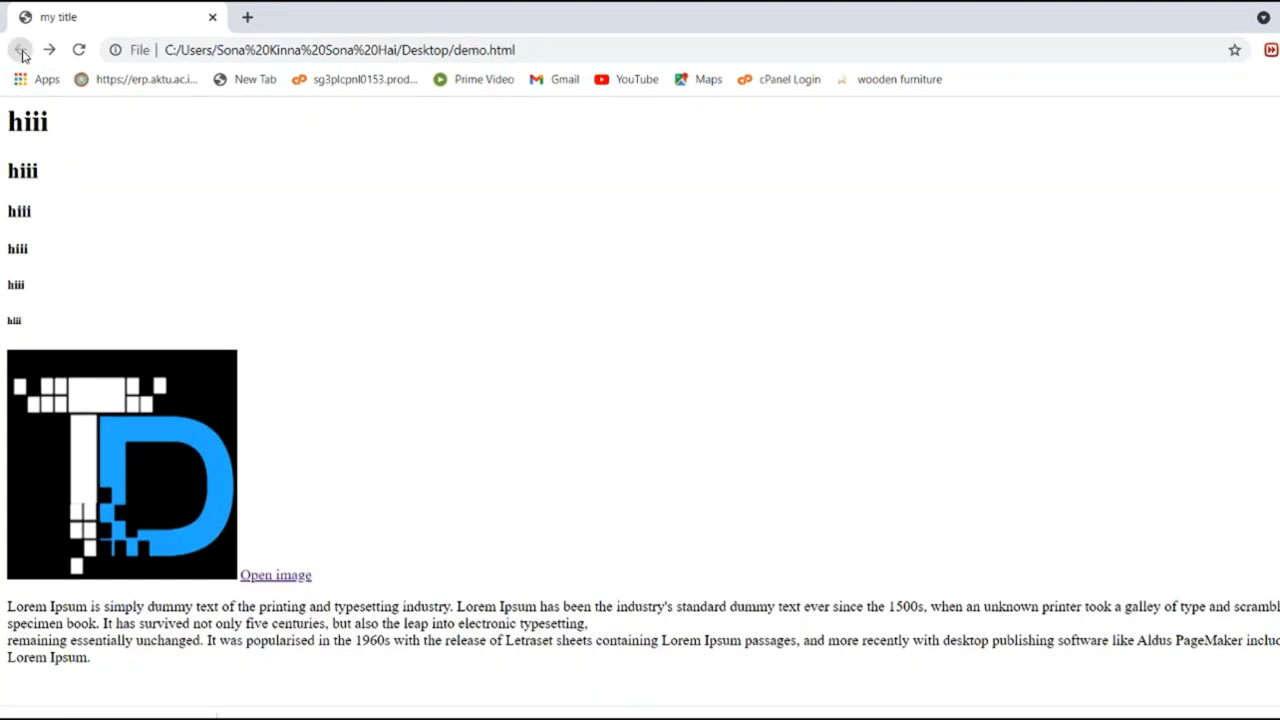 my title
File | C:/Users/Sona%20Kinna%20Sona%20Hai/Desktop/demo.html
Apps https://erp.aktu.ac.i... New Tab sg3plcpnl0153.prod... Prime Video Gmail YouTube Maps cPanel Login wooden furniture
hiii
hiii
hiii
hiii
hiii
hiii
TD
Open image
Lorem Ipsum is simply dummy text of the printing and typesetting industry. Lorem Ipsum has been the industry's standard dummy text ever since the 1500s, when an unknown printer took a galley of type and scrambl
specimen book. It has survived not only five centuries, but also the leap into electronic typesetting,
remaining essentially unchanged. It was popularised in the 1960s with the release of Letraset sheets containing Lorem Ipsum passages, and more recently with desktop publishing software like Aldus PageMaker inclu
Lorem Ipsum.